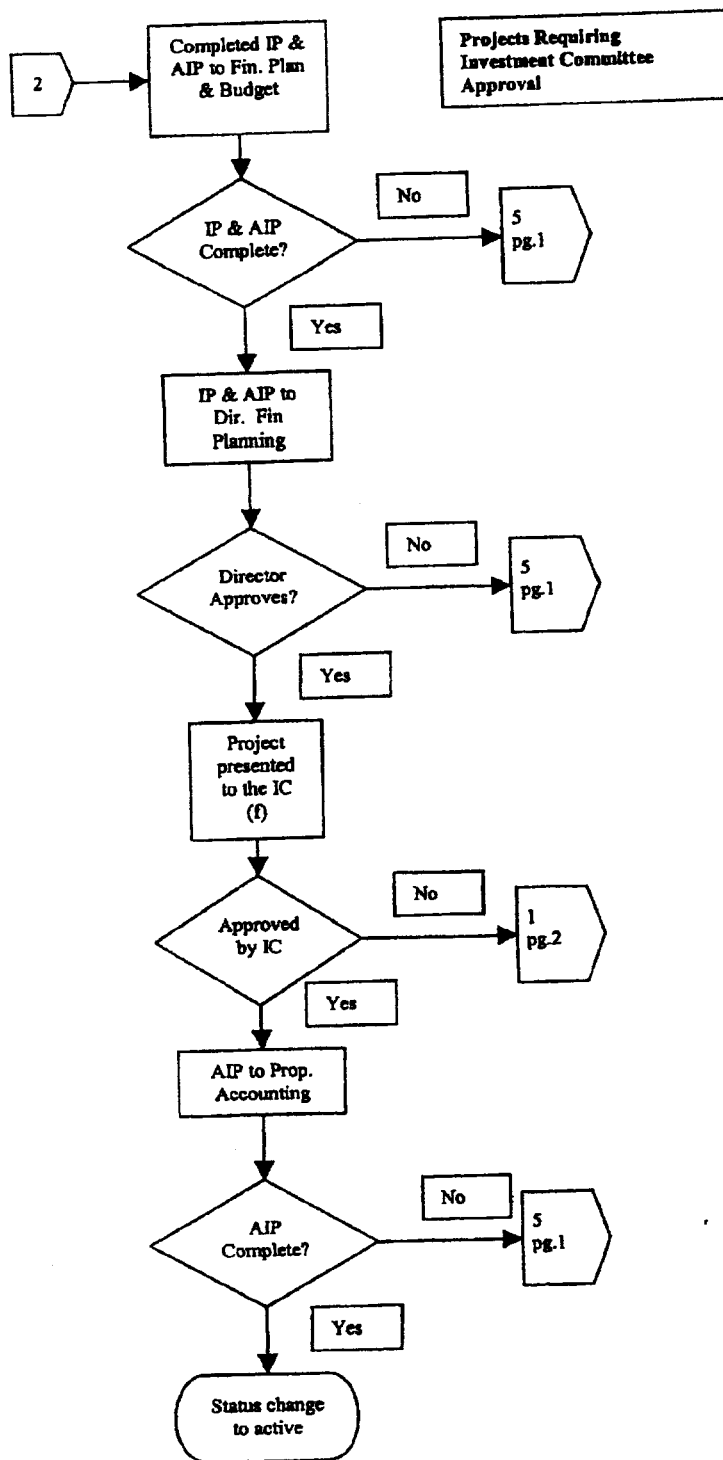 Projects Requiring
Investment Committee
Approval
2
Completed IP &
AIP to Fin. Plan
& Budget
IP & AIP
Complete?
No
5
pg.1
Yes
IP & AIP to
Dir. Fin
Planning
Director
Approves?
No
5
pg.1
Yes
Project
presented
to the IC
(f)
Approved
by IC
No
1
pg.2
Yes
AIP to Prop.
Accounting
AIP
Complete?
No
5
pg.1
Yes
Status change
to active